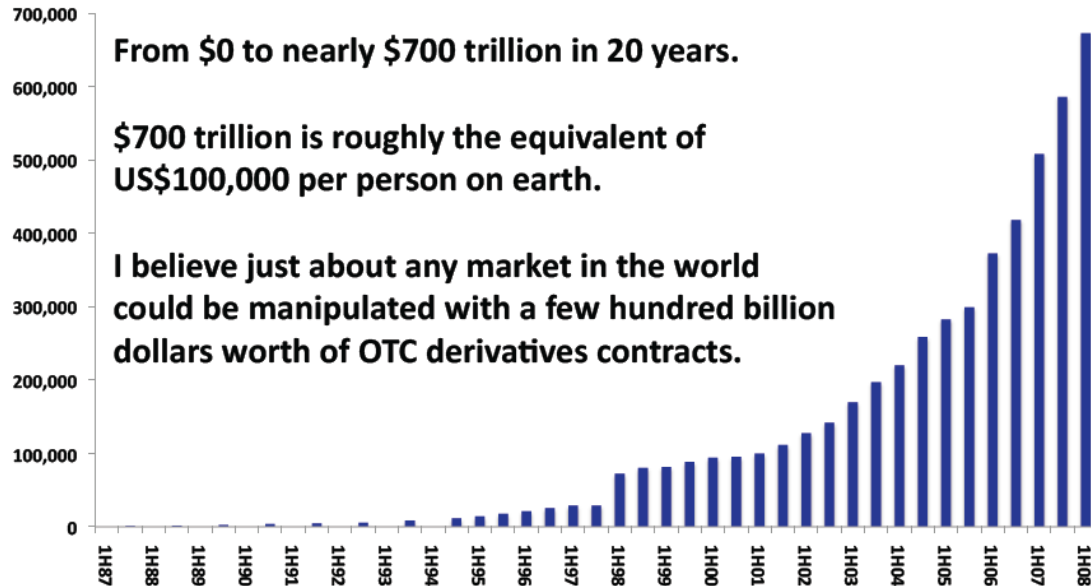 700,000
From $0 to nearly $700 trillion in 20 years.
600,000
$700 trillion is roughly the equivalent of
500,000
US$100,000 per person on earth.
400,000
I believe just about any market in the world
300,000
could be manipulated with a few hundred billion
dollars worth of OTC derivatives contracts.
200,000
100,000
0
1H87
1H88
1H89
1H90
1H91
1H92
1H93
1H94
1H95
1H96
1H97
1H98
1H99
1H00
1H01
1H02
1H03
1H04
1H05
1H06
1H07